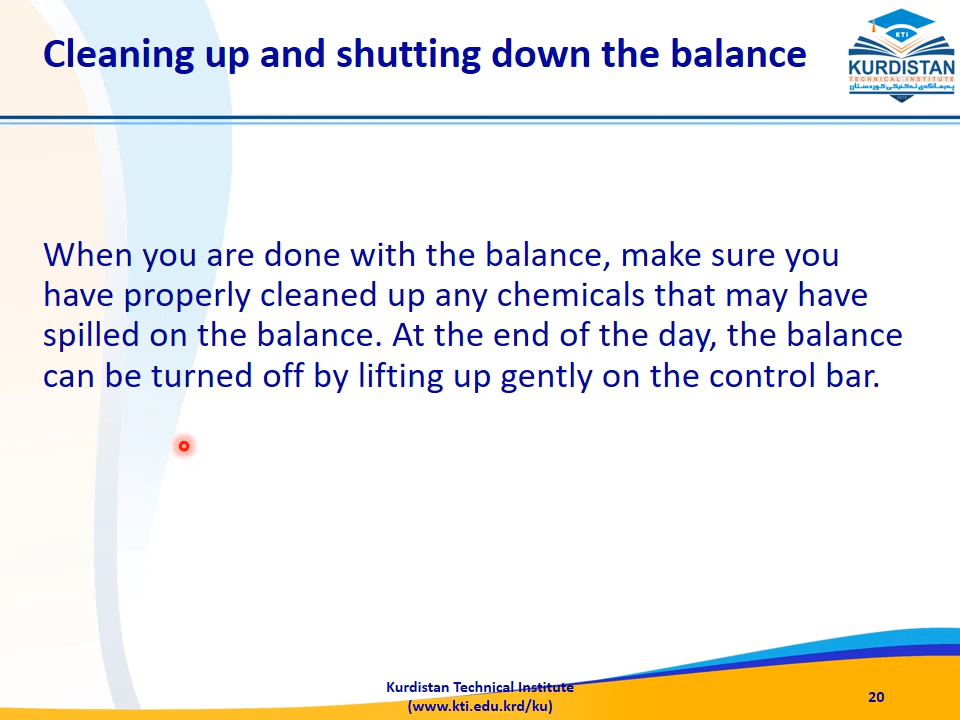 Cleaning up and shutting down the balance
KTI
KURDISTAN
TECHNICAL INSTITUTE
پەیمانگەی تەکنیکی کوردستان
When you are done with the balance, make sure you
have properly cleaned up any chemicals that may have
spilled on the balance. At the end of the day, the balance
can be turned off by lifting up gently on the control bar.
Kurdistan Technical Institute
(www.kti.edu.krd/ku)
20